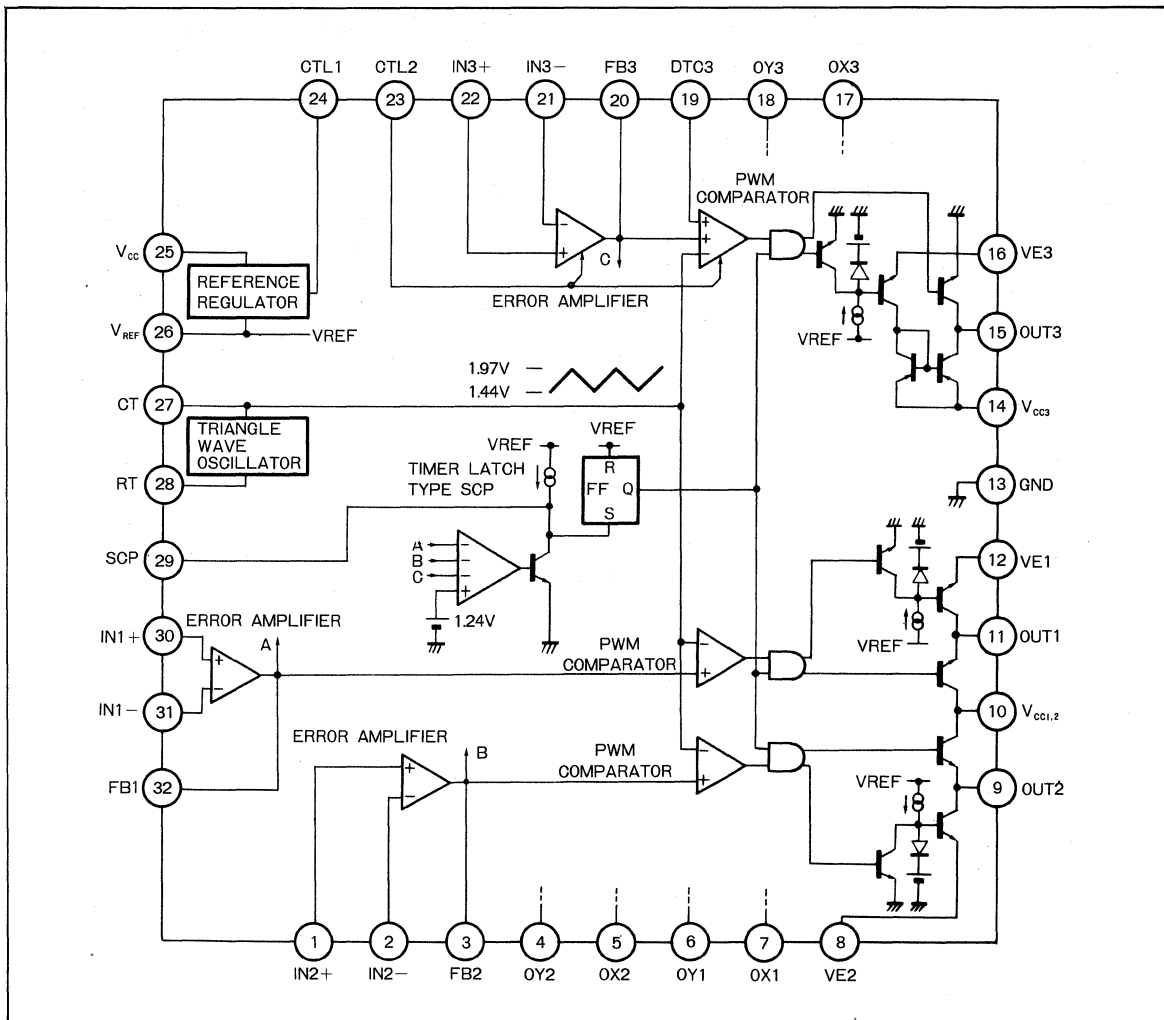 CTL1 CTL2 IN3+ IN3− FB3 DTC3 OY3 OX3
24 23 22 21 20 19 18 17
PWM
COMPARATOR
VCC 25
REFERENCE
REGULATOR
C
ERROR AMPLIFIER
16 VE3
VREF 26
VREF
VREF
15 OUT3
1.97V
1.44V
CT 27
14 VCC3
TRIANGLE
WAVE
OSCILLATOR
VREF
VREF
RT 28
TIMER LATCH
TYPE SCP
R
FF Q
S
13 GND
SCP 29
A
B
C
1.24V
12 VE1
VREF
ERROR AMPLIFIER
IN1+ 30
A
PWM
COMPARATOR
11 OUT1
IN1− 31
10 VCC1,2
ERROR AMPLIFIER
B
PWM
COMPARATOR
FB1 32
VREF
9 OUT2
1 2 3 4 5 6 7 8
IN2+ IN2− FB2 OY2 OX2 OY1 OX1 VE2